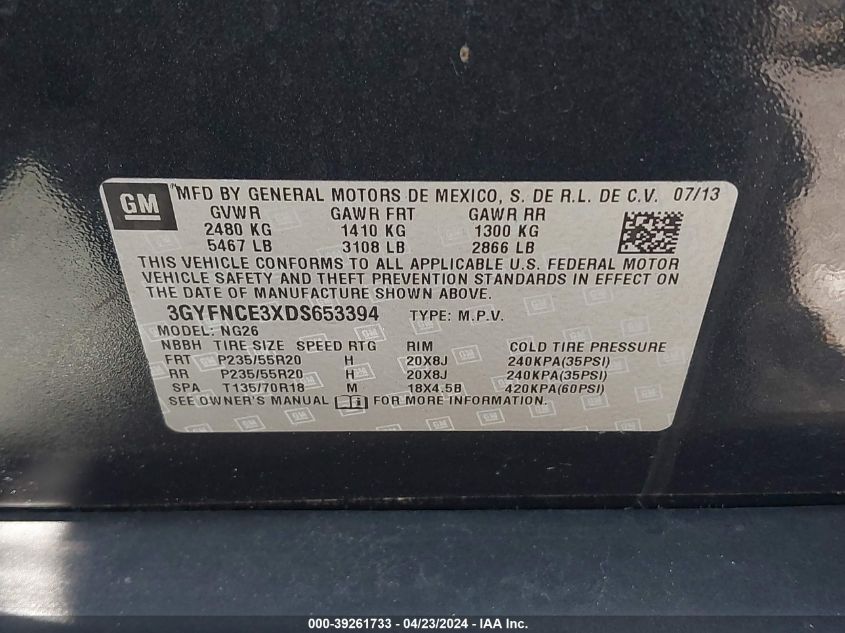 GM MFD BY GENERAL MOTORS DE MEXICO, S. DE R.L. DE C.V. 07/13
GVWR GAWR FRT GAWR RR
2480 KG 1410 KG 1300 KG
5467 LB 3108 LB 2866 LB
THIS VEHICLE CONFORMS TO ALL APPLICABLE U.S. FEDERAL MOTOR
VEHICLE SAFETY AND THEFT PREVENTION STANDARDS IN EFFECT ON
THE DATE OF MANUFACTURE SHOWN ABOVE.
3GYFNCE3XDS653394 TYPE: M.P.V.
MODEL: NG26
NBBH TIRE SIZE SPEED RTG RIM COLD TIRE PRESSURE
FRT P235/55R20 H 20X8J 240KPA(35PSI)
RR P235/55R20 H 20X8J 240KPA(35PSI)
SPA T135/70R18 M 18X4.5B 420KPA(60PSI)
SEE OWNER'S MANUAL FOR MORE INFORMATION.
000-39261733 - 04/23/2024 - IAA Inc.